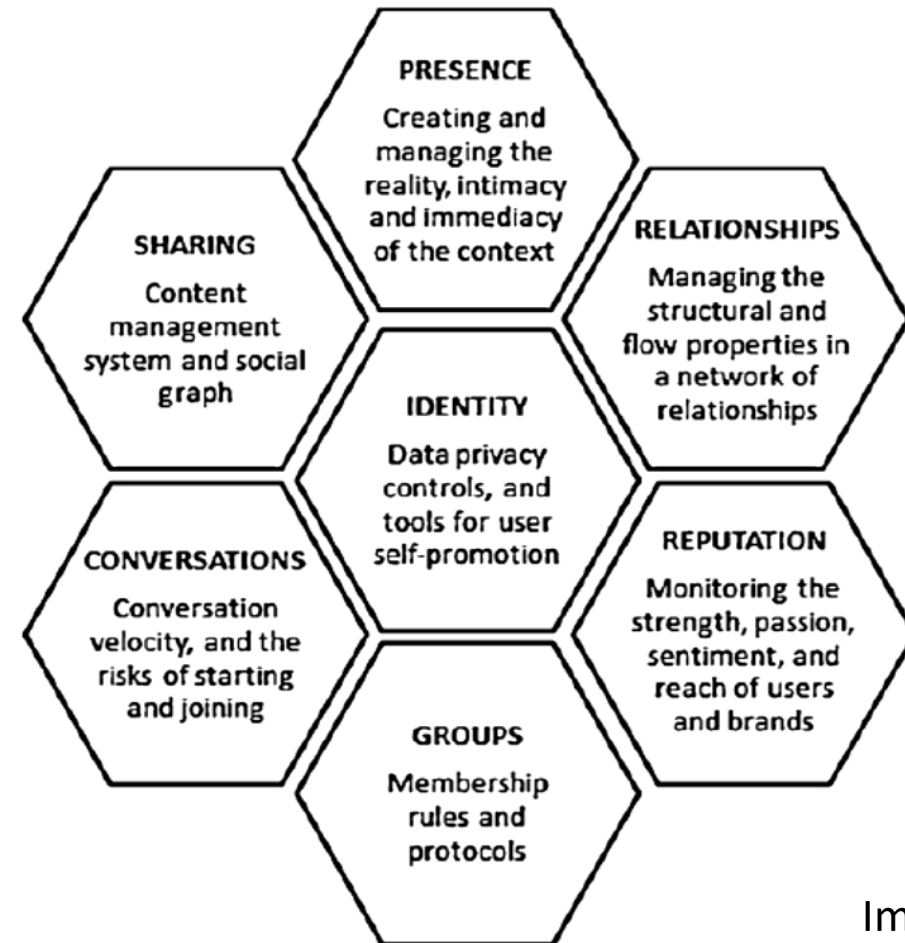 PRESENCE
Creating and
managing the
reality, intimacy
and immediacy
of the context
SHARING
Content
management
system and social
graph
RELATIONSHIPS
Managing the
structural and
flow properties in
a network of
relationships
IDENTITY
Data privacy
controls, and
tools for user
self-promotion
CONVERSATIONS
Conversation
velocity, and the
risks of starting
and joining
REPUTATION
Monitoring the
strength, passion,
sentiment, and
reach of users
and brands
GROUPS
Membership
rules and
protocols
Im